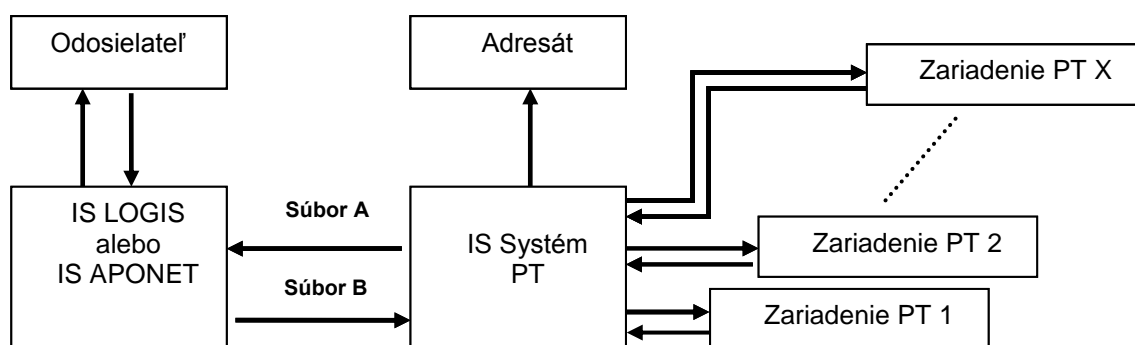 Odosielateľ
Adresát
Zariadenie PT X
IS LOGIS
alebo
IS APONET
Súbor A
Súbor B
IS Systém
PT
Zariadenie PT 2
Zariadenie PT 1